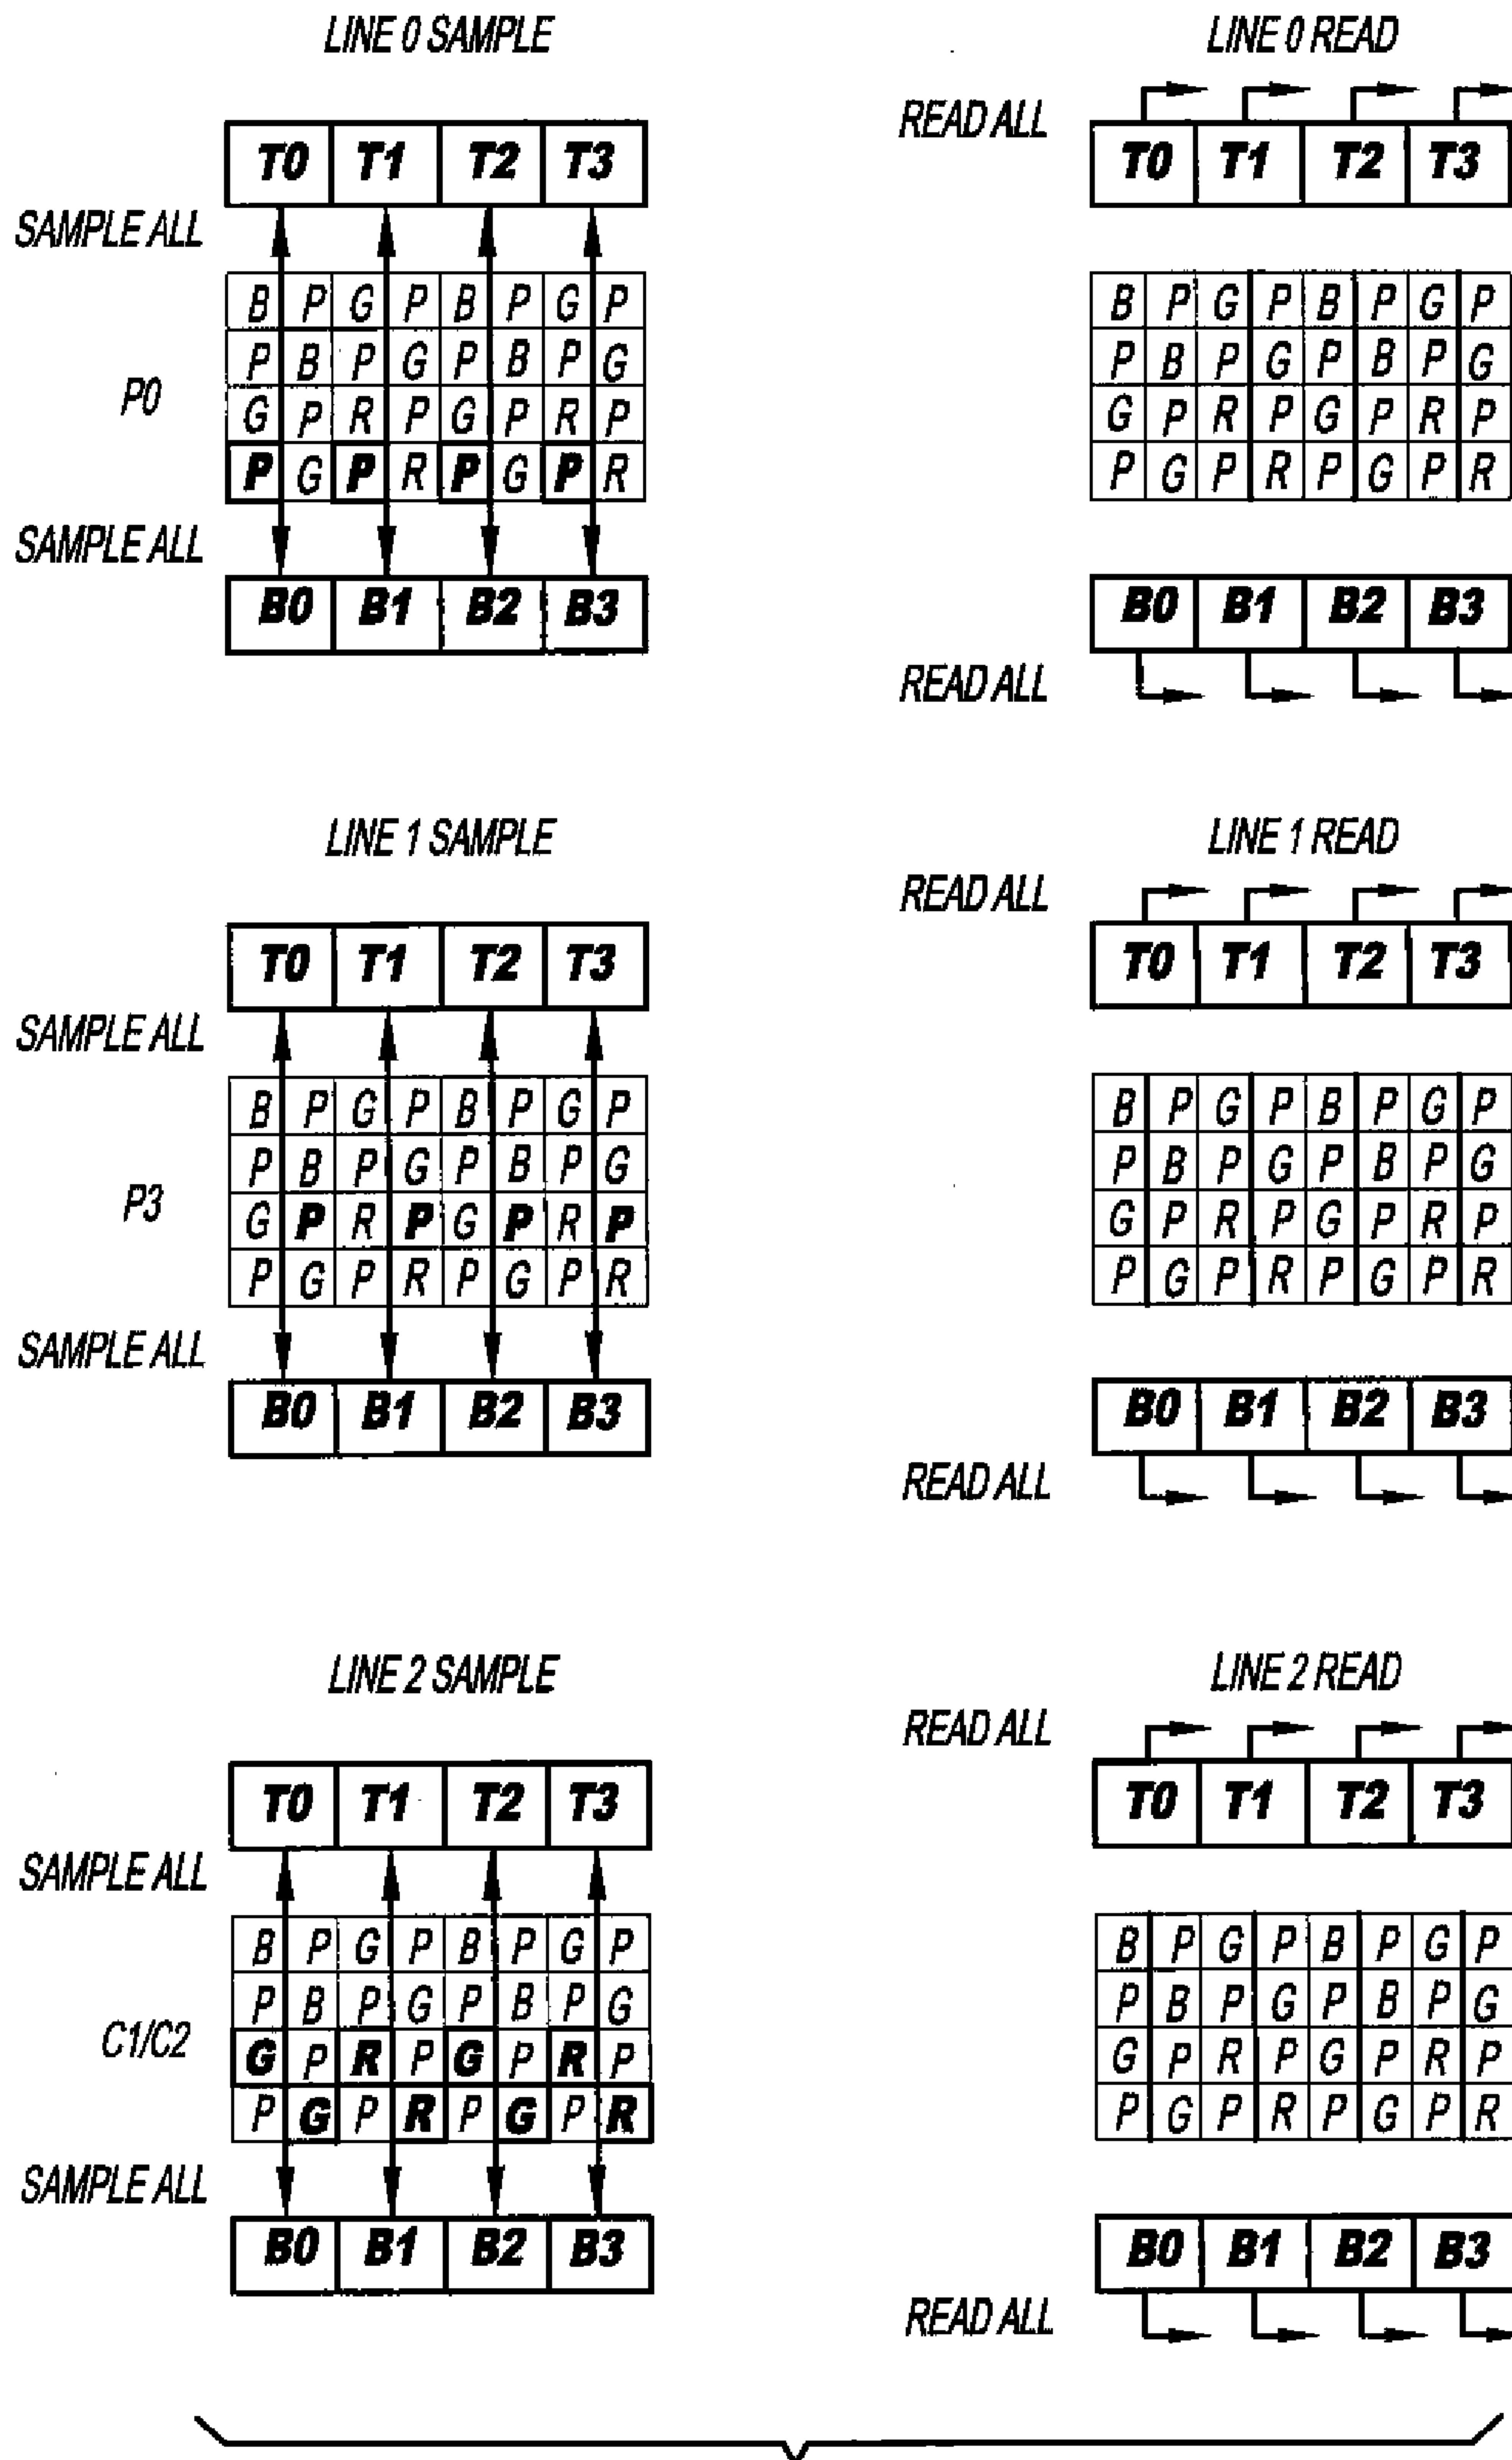 LINE 0 SAMPLE
LINE 0 READ
READ ALL
T0 T1 T2 T3
T0 T1 T2 T3
SAMPLE ALL
B P G P B P G P
B P G P B P G P
P B P G P B P G
P B P G P B P G
P0
G P R P G P R P
G P R P G P R P
P G P R P G P R
P G P R P G P R
SAMPLE ALL
B0 B1 B2 B3
B0 B1 B2 B3
READ ALL
LINE 1 SAMPLE
LINE 1 READ
READ ALL
T0 T1 T2 T3
T0 T1 T2 T3
SAMPLE ALL
B P G P B P G P
B P G P B P G P
P B P G P B P G
P B P G P B P G
P3
G P R P G P R P
G P R P G P R P
P G P R P G P R
P G P R P G P R
SAMPLE ALL
B0 B1 B2 B3
B0 B1 B2 B3
READ ALL
LINE 2 SAMPLE
LINE 2 READ
READ ALL
T0 T1 T2 T3
T0 T1 T2 T3
SAMPLE ALL
B P G P B P G P
B P G P B P G P
P B P G P B P G
P B P G P B P G
C1/C2
G P R P G P R P
G P R P G P R P
P G P R P G P R
P G P R P G P R
SAMPLE ALL
B0 B1 B2 B3
B0 B1 B2 B3
READ ALL